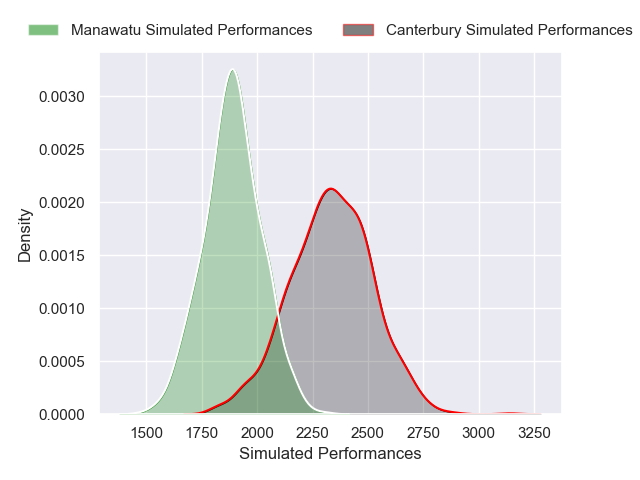 Manawatu Simulated Performances Canterbury Simulated Performances
0.0030
0.0025
0.0020
0.0015
0.0010
0.0005
0.0000
Density
1500 1750 2000 2250 2500 2750 3000 3250
Simulated Performances